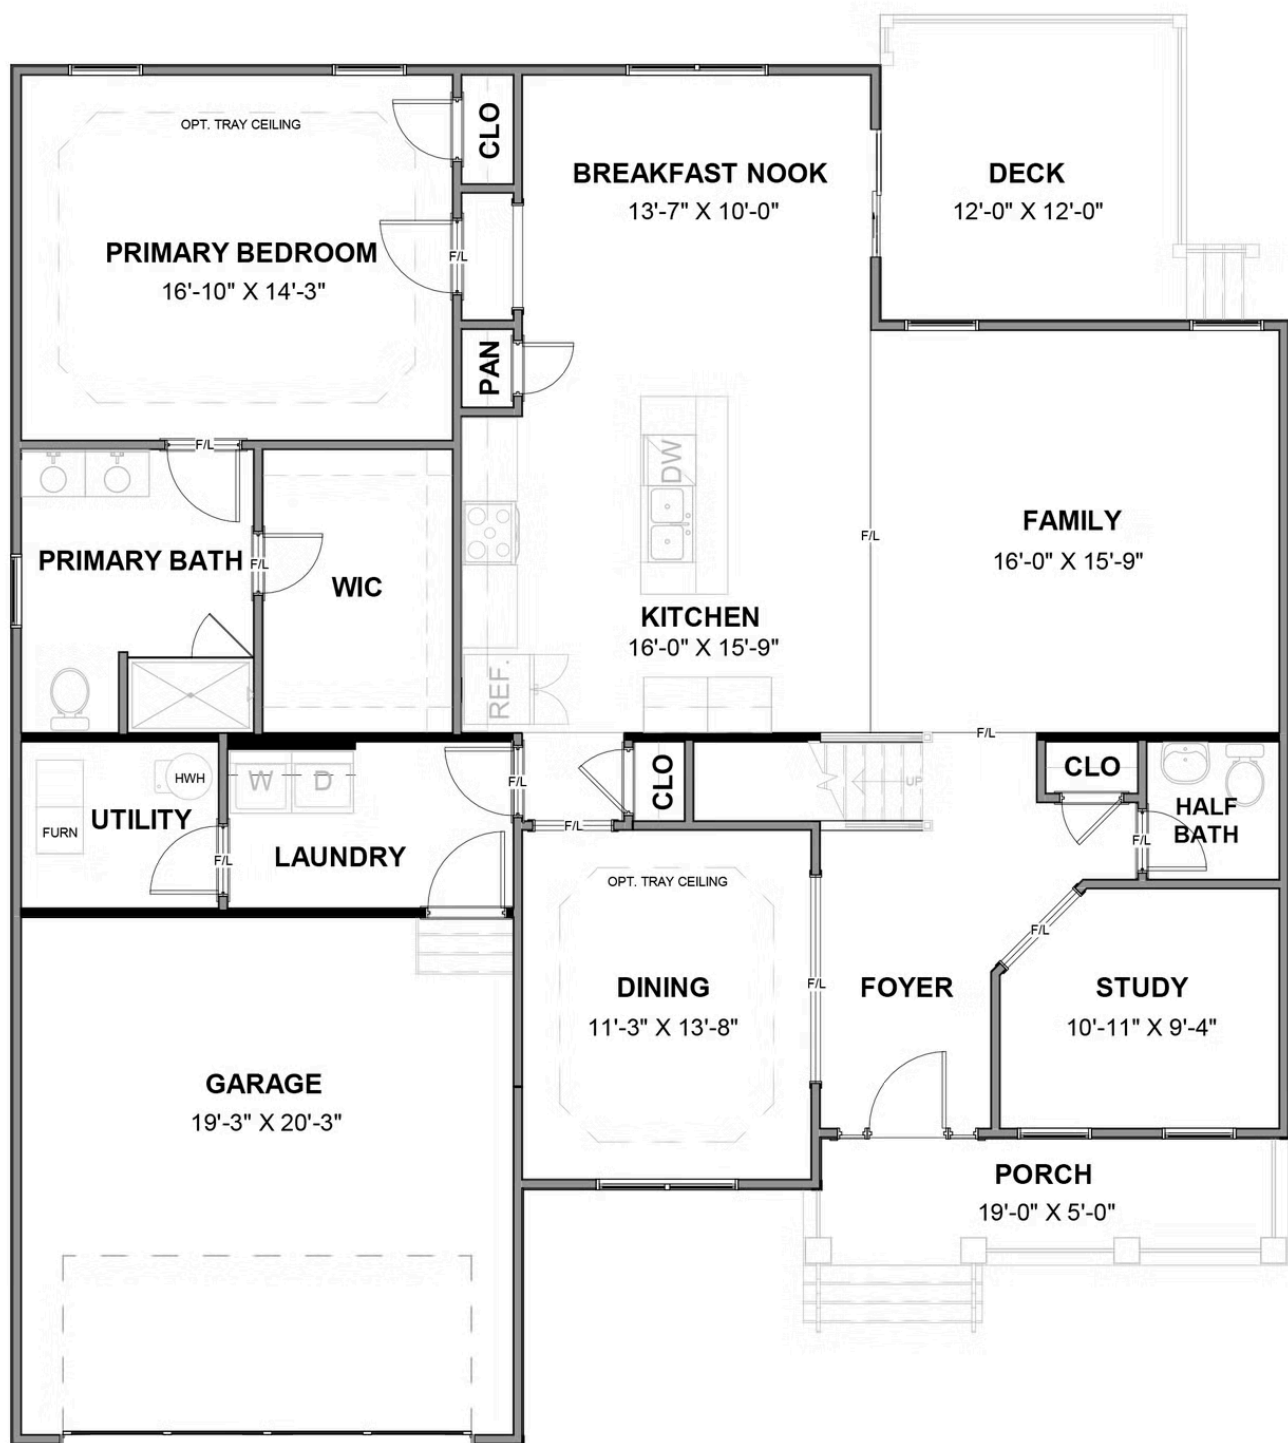 OPT. TRAY CEILING
CLO
BREAKFAST NOOK
13'-7" X 10'-0"
DECK
12'-0" X 12'-0"
PRIMARY BEDROOM
16'-10" X 14'-3"
F/L
PAN
F/L
DW
FAMILY
16'-0" X 15'-9"
F/L
PRIMARY BATH
F/L
WIC
KITCHEN
16'-0" X 15'-9"
REF.
F/L
HWH
FURN
UTILITY
F/L
W
D
LAUNDRY
F/L
CLO
F/L
UP
CLO
HALF
BATH
F/L
OPT. TRAY CEILING
DINING
11'-3" X 13'-8"
F/L
FOYER
F/L
STUDY
10'-11" X 9'-4"
GARAGE
19'-3" X 20'-3"
PORCH
19'-0" X 5'-0"